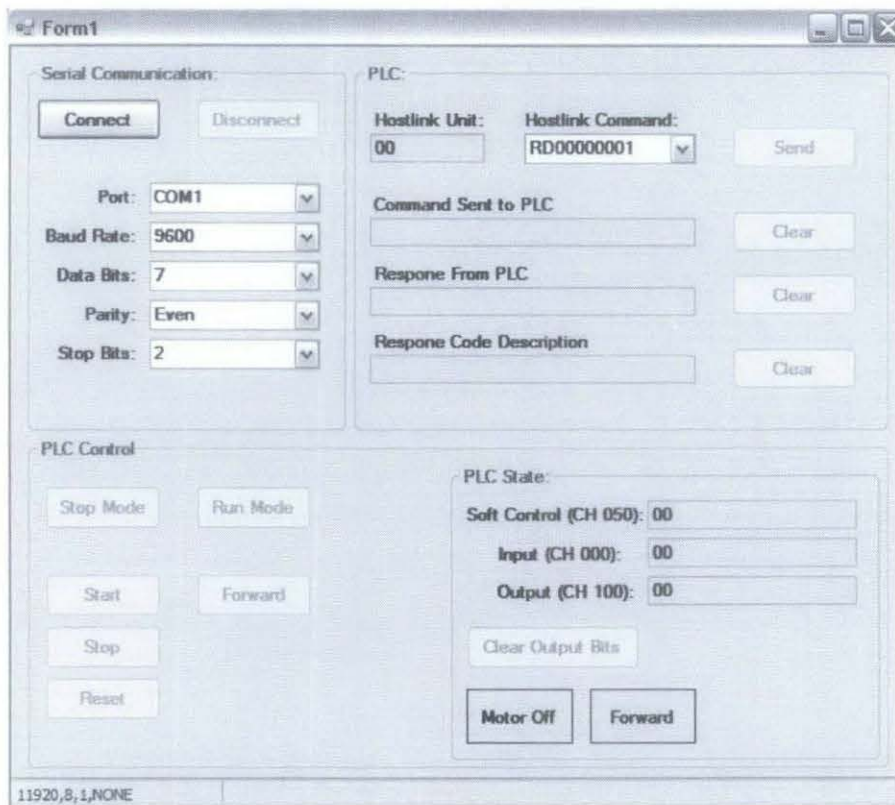 Form1
Serial Communication:
Connect Disconnect
Port: COM1
Baud Rate: 9600
Data Bits: 7
Parity: Even
Stop Bits: 2
PLC:
Hostlink Unit: Hostlink Command:
00 RD00000001 Send
Command Sent to PLC
Clear
Respone From PLC
Clear
Respone Code Description
Clear
PLC Control
Stop Mode Run Mode
Start Forward
Stop
Reset
PLC State:
Soft Control (CH 050): 00
Input (CH 000): 00
Output (CH 100): 00
Clear Output Bits
Motor Off Forward
11920,8,1,NONE